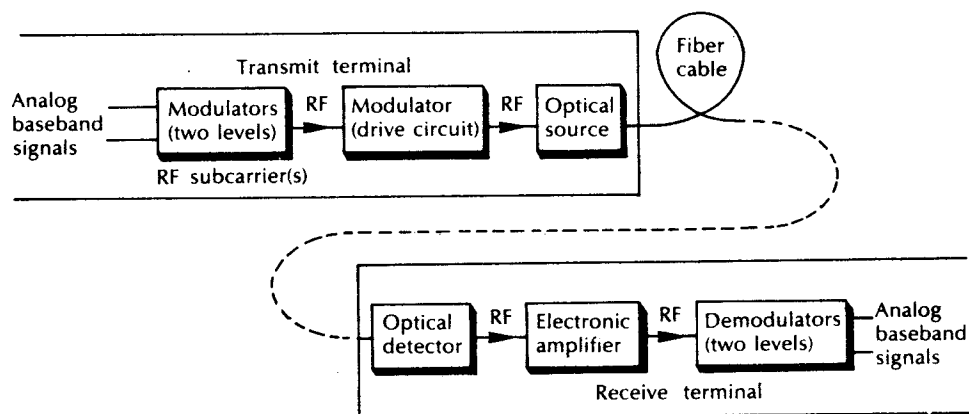 Fiber
cable
Transmit terminal
Analog
baseband
signals
Modulators
(two levels)
RF
Modulator
(drive circuit)
RF
Optical
source
RF subcarrier(s)
Optical
detector
RF
Electronic
amplifier
RF
Demodulators
(two levels)
Analog
baseband
signals
Receive terminal